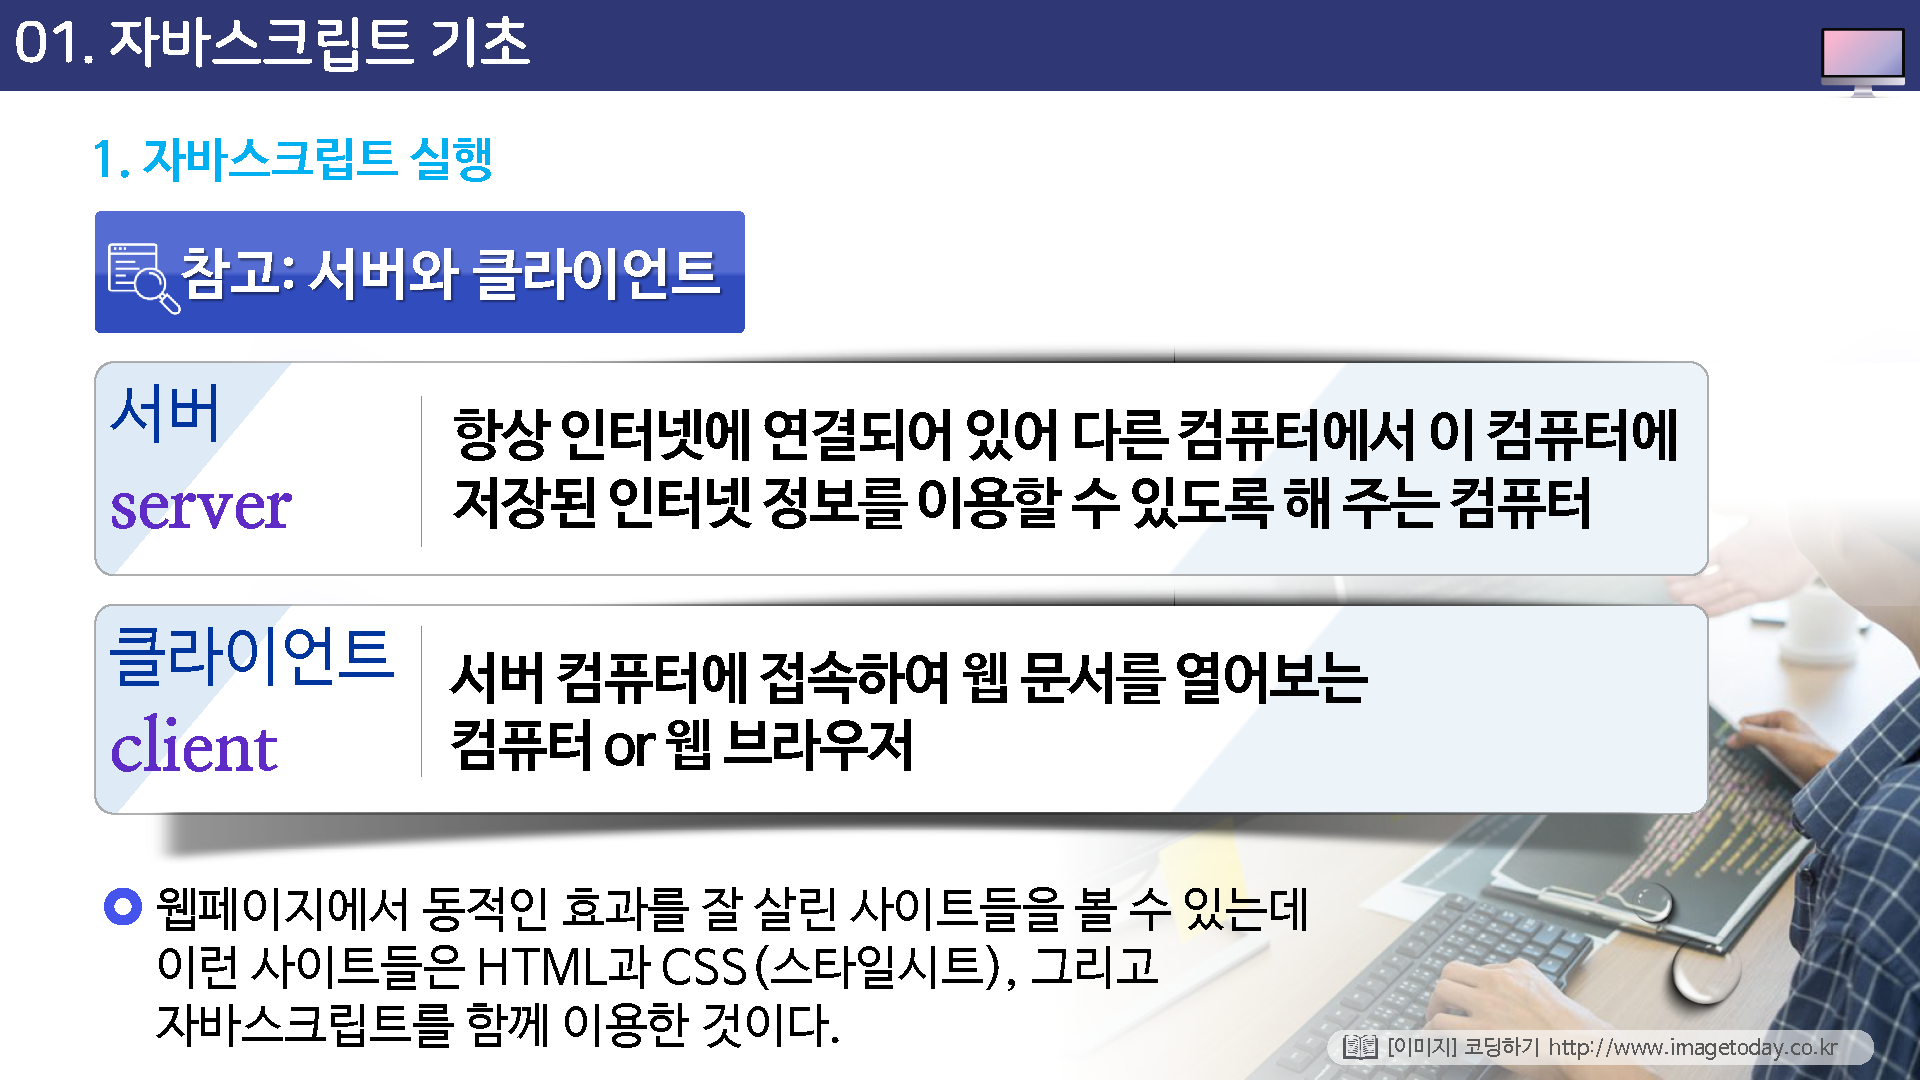 01. 자바스크립트 기초
1. 자바스크립트 실행
참고: 서버와 클라이언트
서버
server
항상 인터넷에 연결되어 있어 다른 컴퓨터에서 이 컴퓨터에
저장된 인터넷 정보를 이용할 수 있도록 해 주는 컴퓨터
클라이언트
client
서버 컴퓨터에 접속하여 웹 문서를 열어보는
컴퓨터 or 웹 브라우저
웹페이지에서 동적인 효과를 잘 살린 사이트들을 볼 수 있는데
이런 사이트들은 HTML과 CSS(스타일시트), 그리고
자바스크립트를 함께 이용한 것이다.
[이미지] 코딩하기 http://www.imagetoday.co.kr